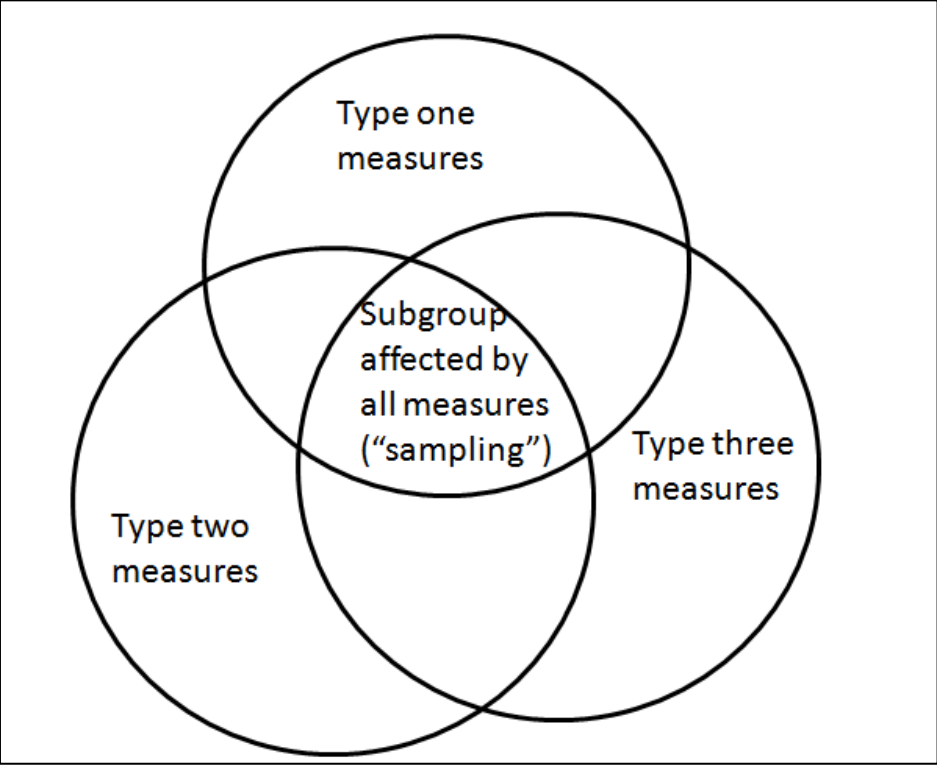 Type one
measures
Subgroup
affected by
all measures
(“sampling”)
Type three
measures
Type two
measures